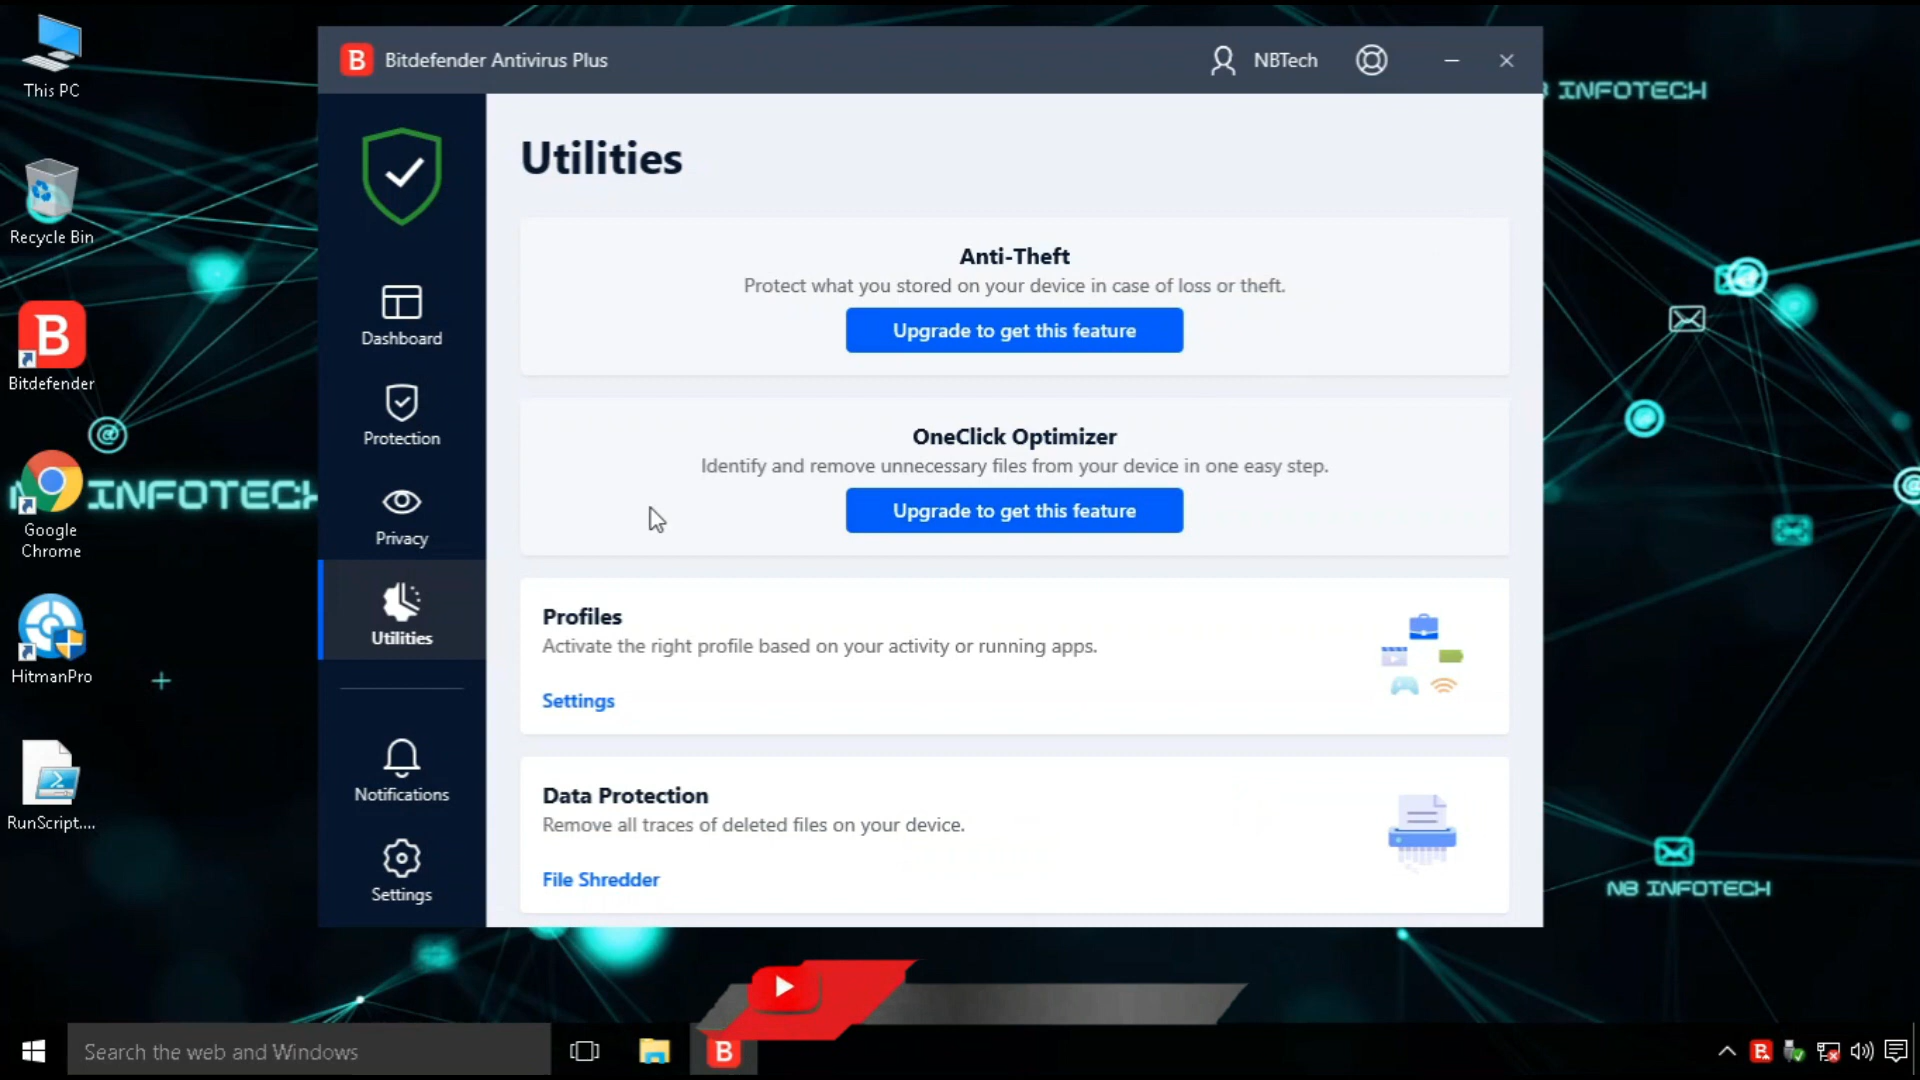 This PC
Recycle Bin
B
Bitdefender
Google
Chrome
HitmanPro
RunScript....
INFOTECH
B
Bitdefender Antivirus Plus
NBTech
Dashboard
Protection
Privacy
Utilities
Notifications
Settings
Utilities
Anti-Theft
Protect what you stored on your device in case of loss or theft.
Upgrade to get this feature
OneClick Optimizer
Identify and remove unnecessary files from your device in one easy step.
Upgrade to get this feature
Profiles
Activate the right profile based on your activity or running apps.
Settings
Data Protection
Remove all traces of deleted files on your device.
File Shredder
INFOTECH
NB INFOTECH
Search the web and Windows
B
B